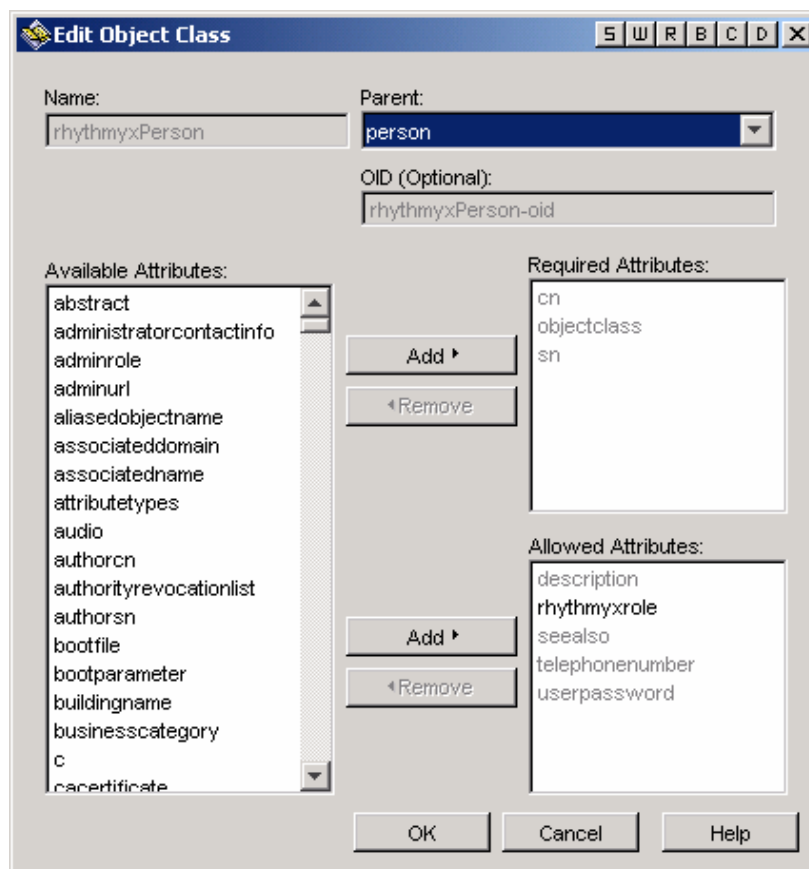 Edit Object Class
S W R B C D X
Name:
Parent:
rhythmyxPerson
person
OID (Optional):
rhythmyxPerson-oid
Available Attributes:
abstract
administratorcontactinfo
adminrole
adminurl
aliasedobjectname
associateddomain
associatedname
attributetypes
audio
authorcn
authorityrevocationlist
authorsn
bootfile
bootparameter
buildingname
businesscategory
c
cacertificate
Add
Remove
Required Attributes:
cn
objectclass
sn
Add
Remove
Allowed Attributes:
description
rhythmyxrole
seealso
telephonenumber
userpassword
OK
Cancel
Help